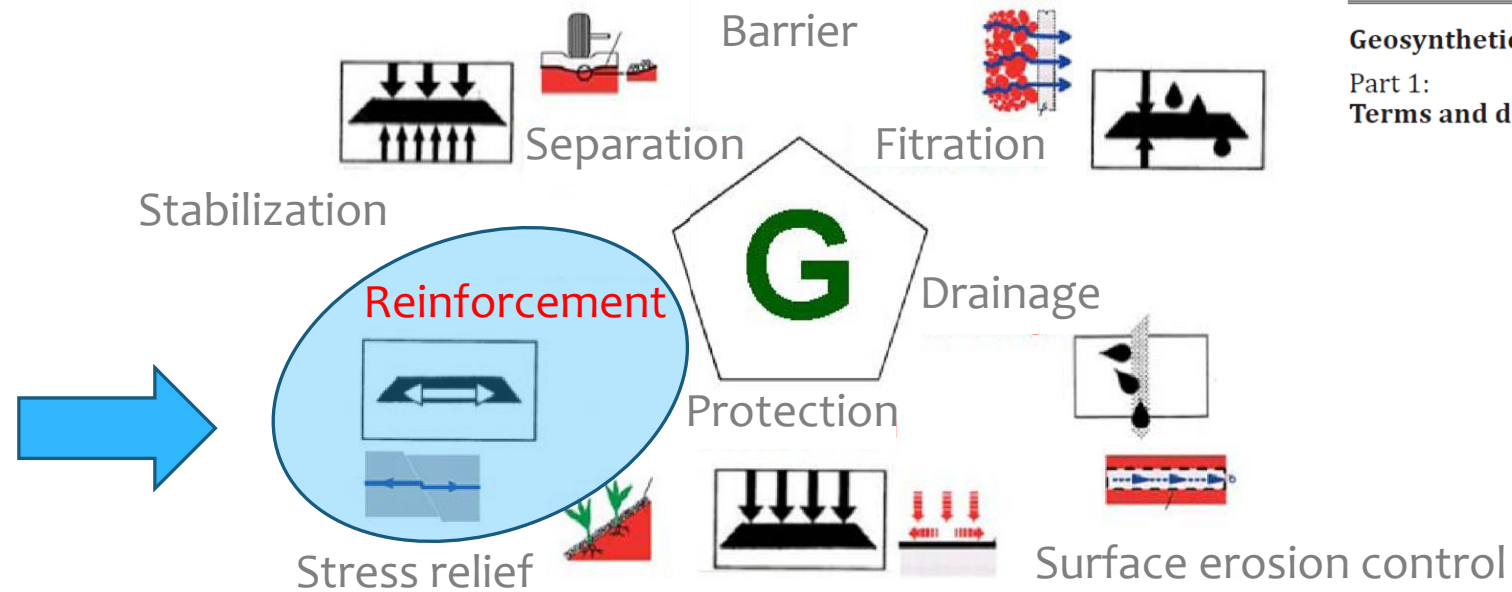 Barrier
Geosynthetic
Part 1:
Terms and d
Separation
Fitration
Stabilization
G
Reinforcement
Drainage
Protection
Stress relief
Surface erosion control